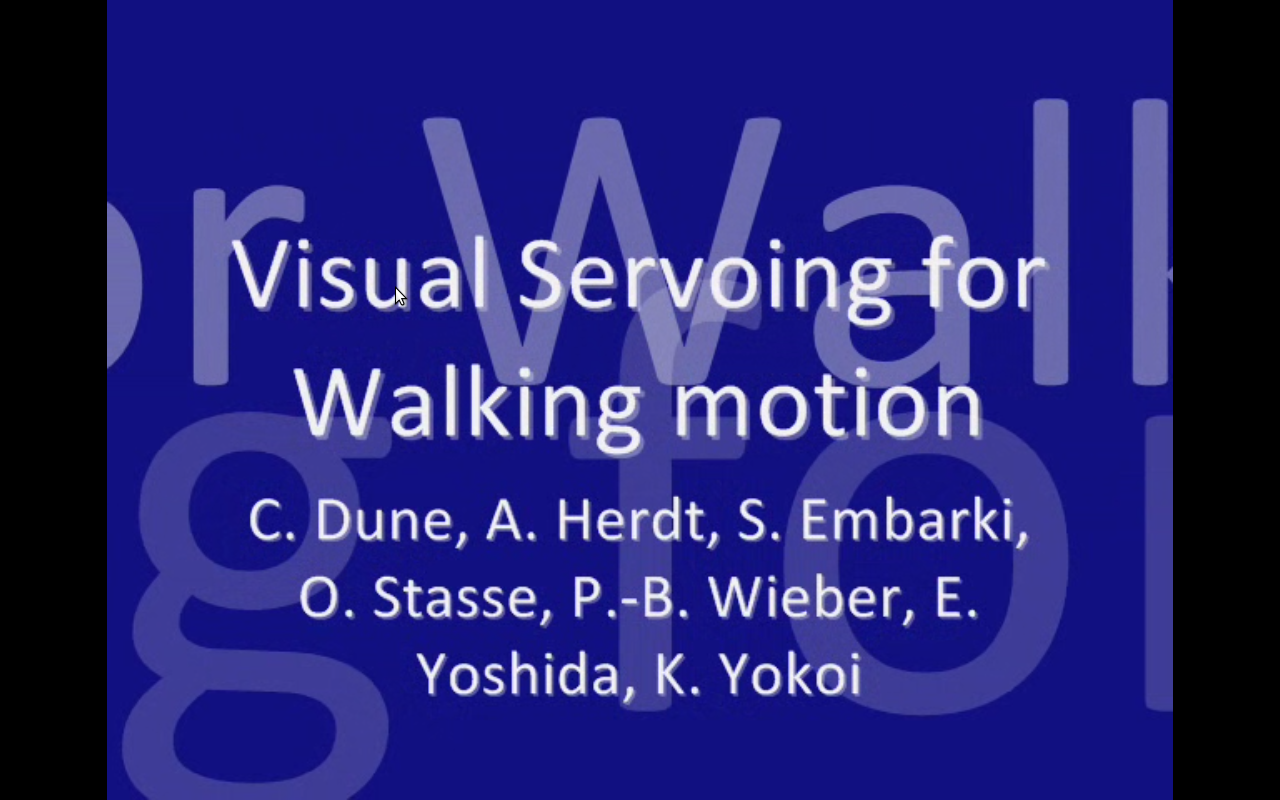 Visual Servoing for
Walking motion
C. Dune, A. Herdt, S. Embarki,
O. Stasse, P.-B. Wieber, E.
Yoshida, K. Yokoi